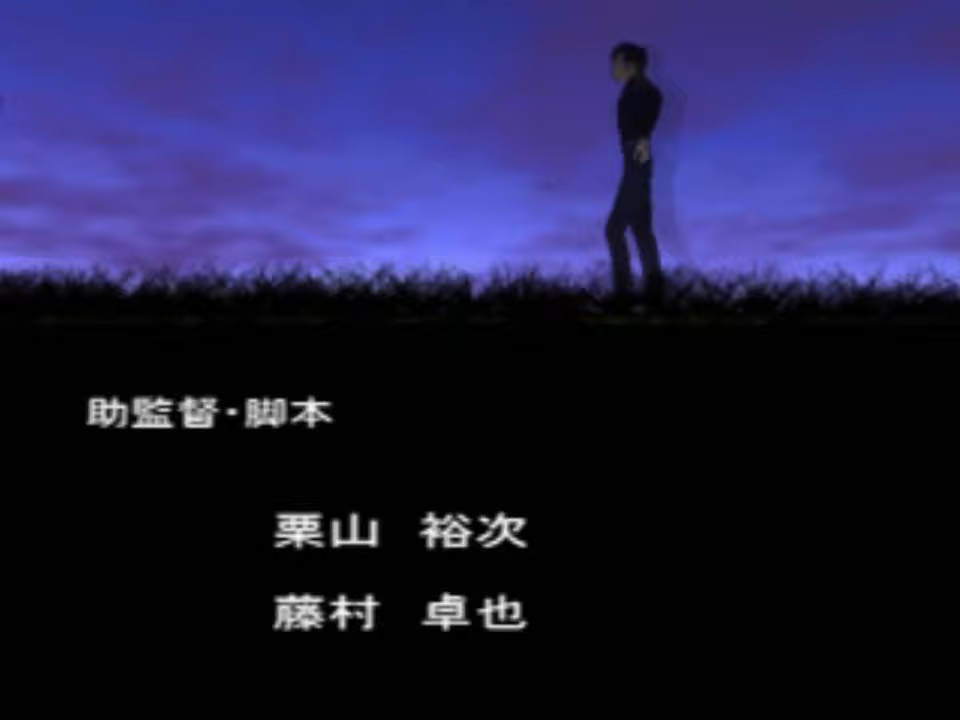 助監督・脚本
栗山 裕次
藤村 卓也